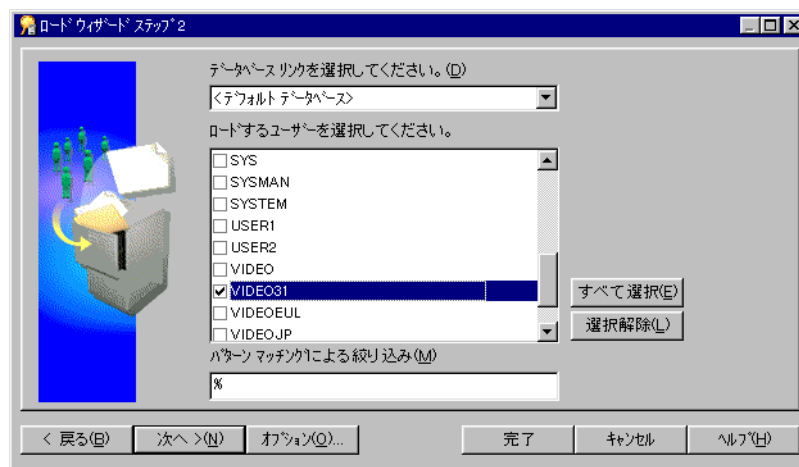 ロード ウィザード ステップ 2
データベース リンクを選択してください。(D)
<デフォルト データベース>
ロードするユーザーを選択してください。
SYS
SYSMAN
SYSTEM
USER1
USER2
VIDEO
VIDEO31
VIDEOEUL
VIDEOJP
すべて選択(E)
選択解除(L)
パターン マッチングによる絞り込み(M)
%
< 戻る(B)
次へ >(N)
オプション(O)...
完了
キャンセル
ヘルプ(H)